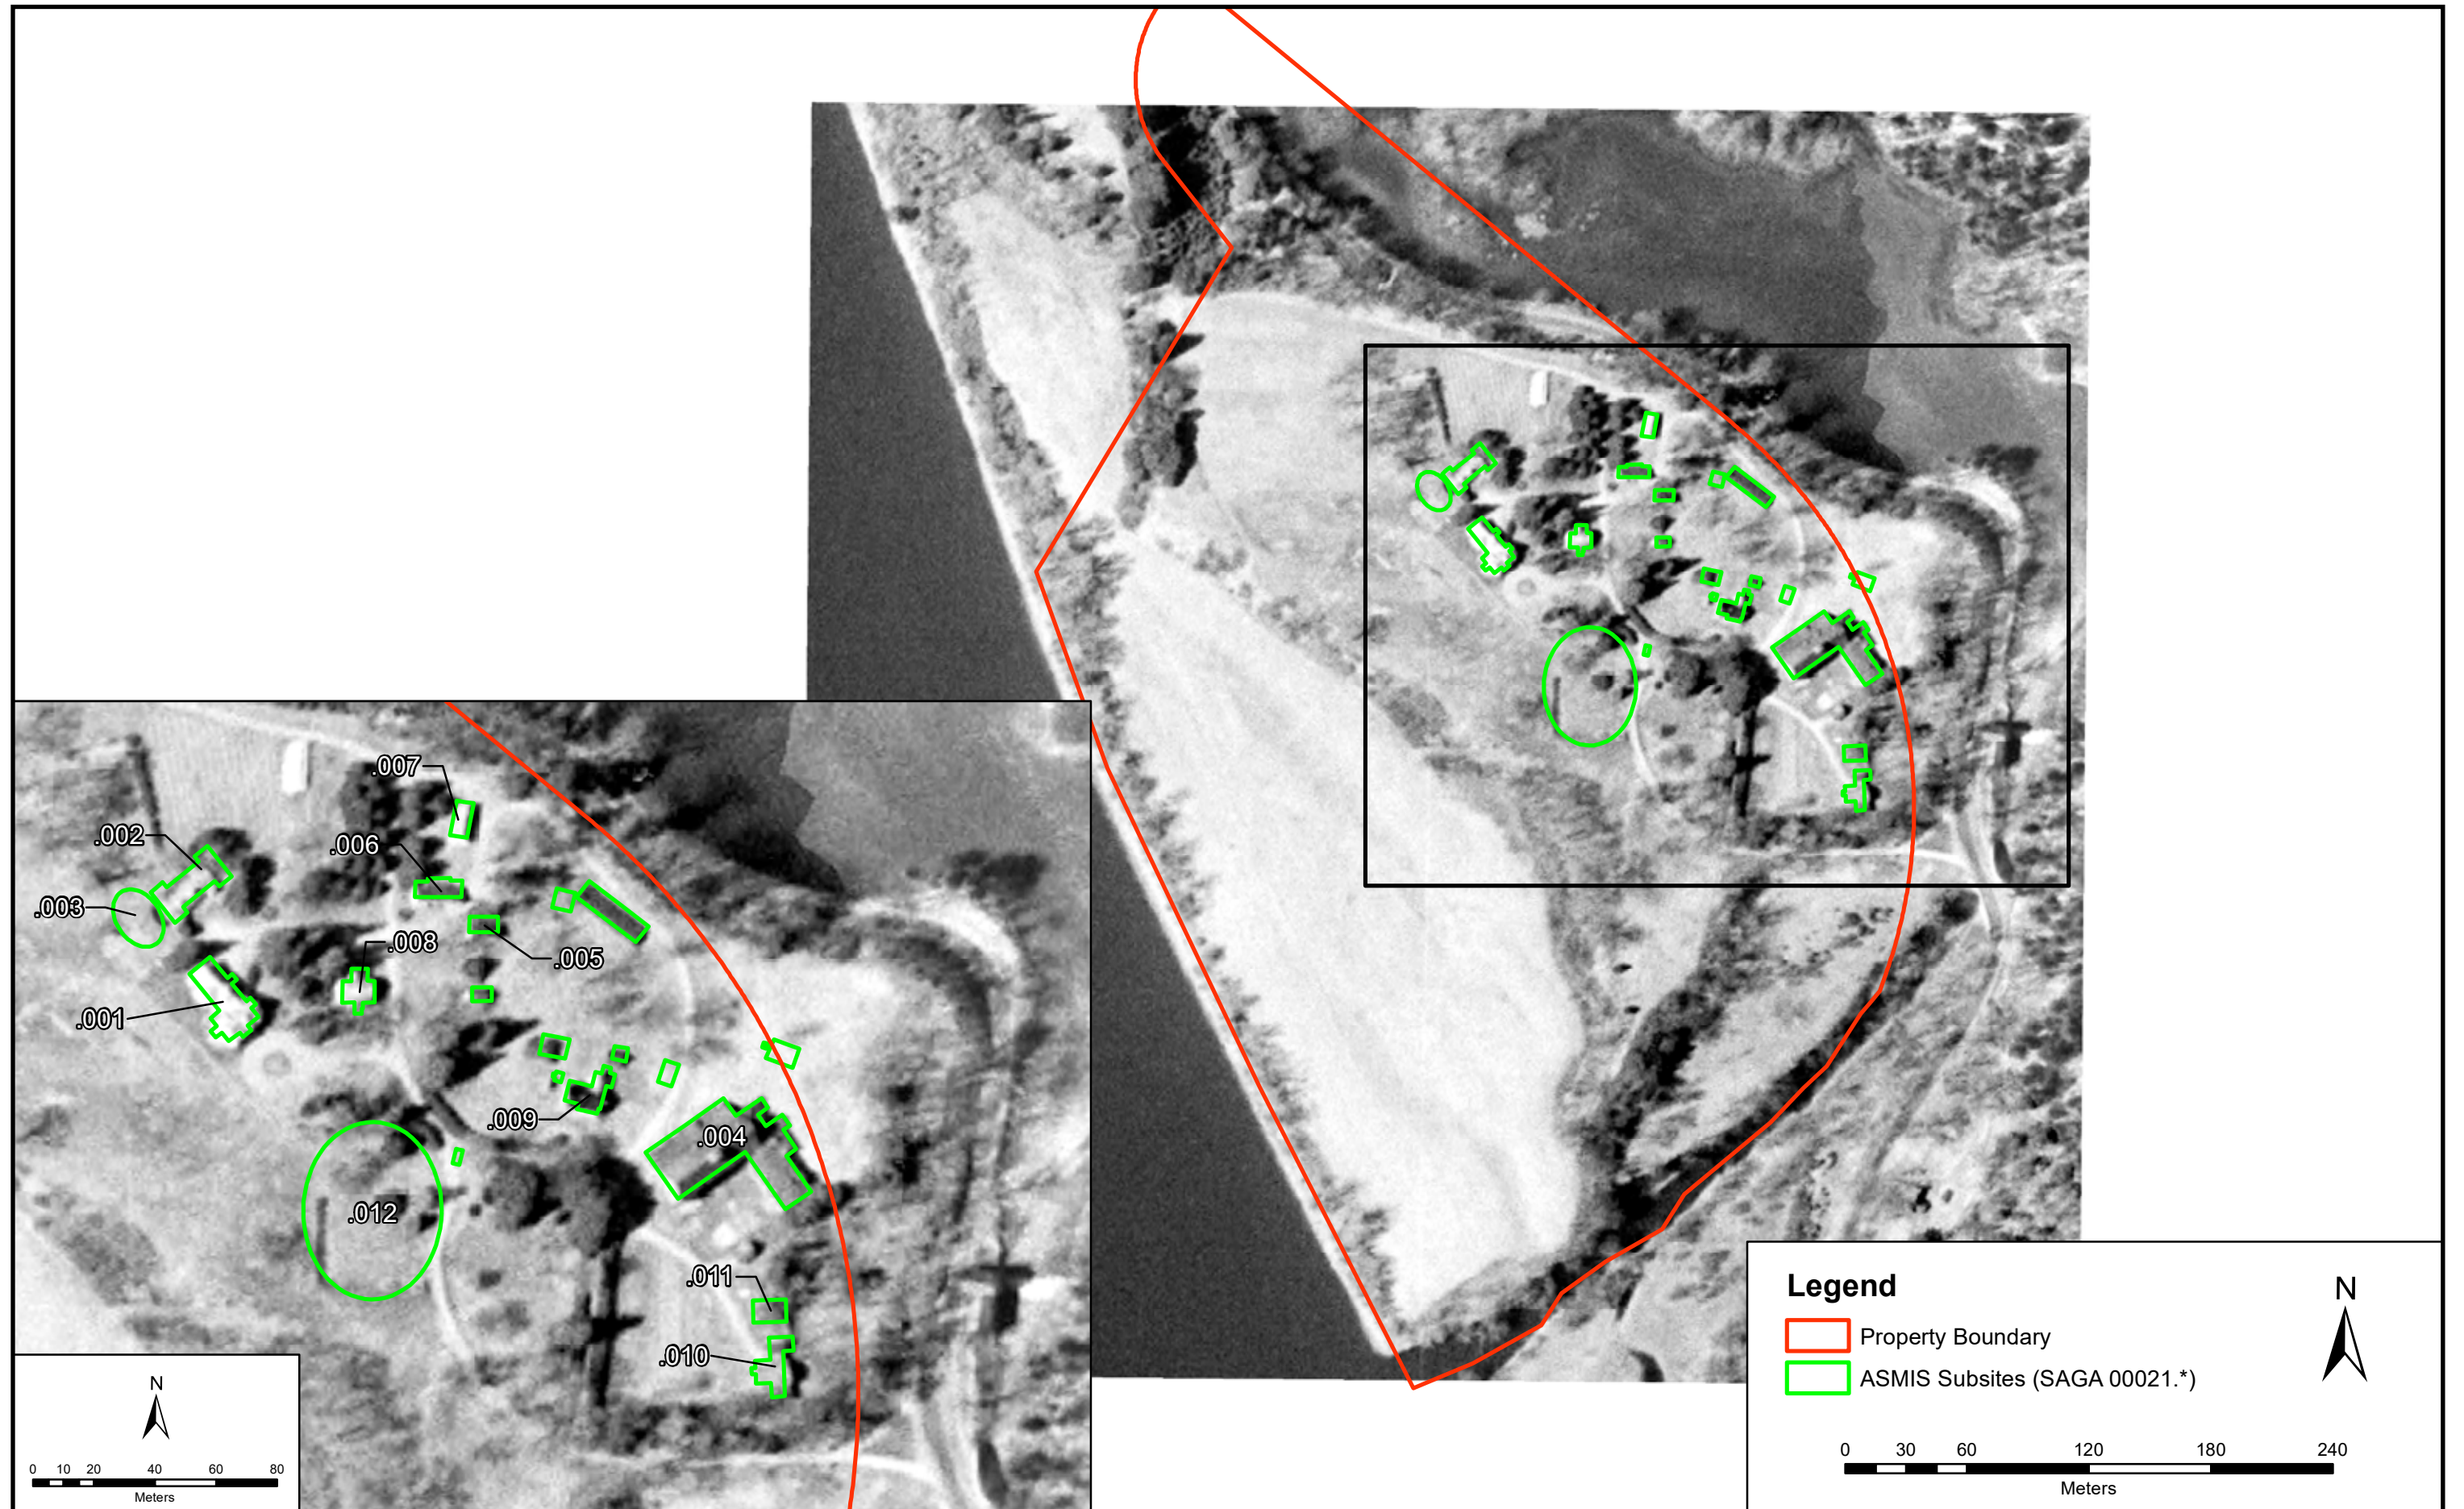 .007
.002
.006
.003
.008
.005
.001
.009
.004
.012
.011
.010
N
0 10 20 40 60 80
Meters
Legend
Property Boundary
ASMIS Subsites (SAGA 00021.*)
N
0 30 60 120 180 240
Meters